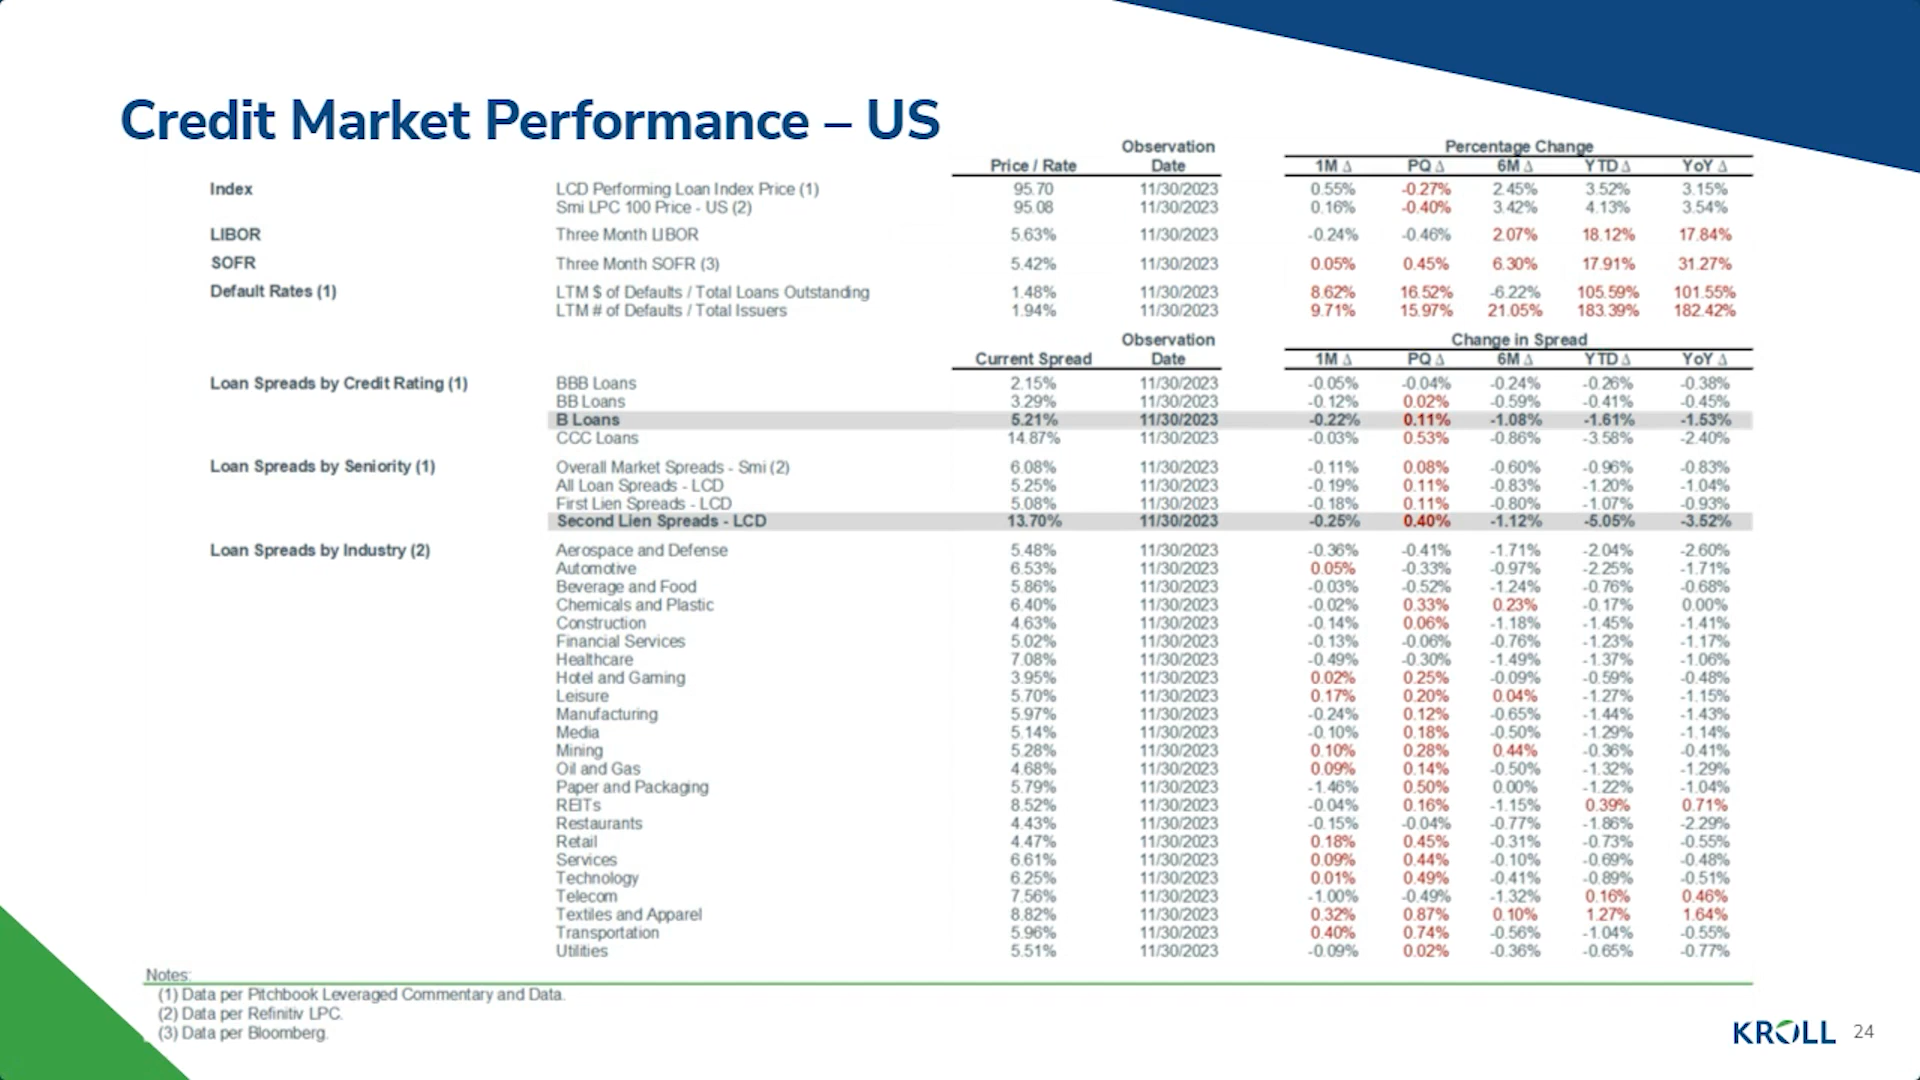 Credit Market Performance – US
Observation Percentage Change
Price / Rate Date 1M Δ PQ Δ 6M Δ YTD Δ YoY Δ
Index LCD Performing Loan Index Price (1) 95.70 11/30/2023 0.55% -0.27% 2.45% 3.52% 3.15%
Smi LPC 100 Price - US (2) 95.08 11/30/2023 0.16% -0.40% 3.42% 4.13% 3.54%
LIBOR Three Month LIBOR 5.63% 11/30/2023 -0.24% -0.46% 2.07% 18.12% 17.84%
SOFR Three Month SOFR (3) 5.42% 11/30/2023 0.05% 0.45% 6.30% 17.91% 31.27%
Default Rates (1) LTM $ of Defaults / Total Loans Outstanding 1.48% 11/30/2023 8.62% 16.52% -6.22% 105.59% 101.55%
LTM # of Defaults / Total Issuers 1.94% 11/30/2023 9.71% 15.97% 21.05% 183.39% 182.42%
Observation Change in Spread
Current Spread Date 1M Δ PQ Δ 6M Δ YTD Δ YoY Δ
Loan Spreads by Credit Rating (1) BBB Loans 2.15% 11/30/2023 -0.05% -0.04% -0.24% -0.26% -0.38%
BB Loans 3.29% 11/30/2023 -0.12% 0.02% -0.59% -0.41% -0.45%
B Loans 5.21% 11/30/2023 -0.22% 0.11% -1.08% -1.61% -1.53%
CCC Loans 14.87% 11/30/2023 -0.03% 0.53% -0.86% -3.58% -2.40%
Loan Spreads by Seniority (1) Overall Market Spreads - Smi (2) 6.08% 11/30/2023 -0.11% 0.08% -0.60% -0.96% -0.83%
All Loan Spreads - LCD 5.25% 11/30/2023 -0.19% 0.11% -0.83% -1.20% -1.04%
First Lien Spreads - LCD 5.08% 11/30/2023 -0.18% 0.11% -0.80% -1.07% -0.93%
Second Lien Spreads - LCD 13.70% 11/30/2023 -0.25% 0.40% -1.12% -5.05% -3.52%
Loan Spreads by Industry (2) Aerospace and Defense 5.48% 11/30/2023 -0.36% -0.41% -1.71% -2.04% -2.60%
Automotive 6.53% 11/30/2023 0.05% -0.33% -0.97% -2.25% -1.71%
Beverage and Food 5.86% 11/30/2023 -0.03% -0.52% -1.24% -0.76% -0.68%
Chemicals and Plastic 6.40% 11/30/2023 -0.02% 0.33% 0.23% -0.17% 0.00%
Construction 4.63% 11/30/2023 -0.14% 0.06% -1.18% -1.45% -1.41%
Financial Services 5.02% 11/30/2023 -0.13% -0.06% -0.76% -1.23% -1.17%
Healthcare 7.08% 11/30/2023 -0.49% -0.30% -1.49% -1.37% -1.06%
Hotel and Gaming 3.95% 11/30/2023 0.02% 0.25% -0.09% -0.59% -0.48%
Leisure 5.70% 11/30/2023 0.17% 0.20% 0.04% -1.27% -1.15%
Manufacturing 5.97% 11/30/2023 -0.24% 0.12% -0.65% -1.44% -1.43%
Media 5.14% 11/30/2023 -0.10% 0.18% -0.50% -1.29% -1.14%
Mining 5.28% 11/30/2023 0.10% 0.28% 0.44% -0.36% -0.41%
Oil and Gas 4.68% 11/30/2023 0.09% 0.14% -0.50% -1.32% -1.29%
Paper and Packaging 5.79% 11/30/2023 -1.46% 0.50% 0.00% -1.22% -1.04%
REITs 8.52% 11/30/2023 -0.04% 0.16% -1.15% 0.39% 0.71%
Restaurants 4.43% 11/30/2023 -0.15% -0.04% -0.77% -1.86% -2.29%
Retail 4.47% 11/30/2023 0.18% 0.45% -0.31% -0.73% -0.55%
Services 6.61% 11/30/2023 0.09% 0.44% -0.10% -0.69% -0.48%
Technology 6.25% 11/30/2023 0.01% 0.49% -0.41% -0.89% -0.51%
Telecom 7.56% 11/30/2023 -1.00% -0.49% -1.32% 0.16% 0.46%
Textiles and Apparel 8.82% 11/30/2023 0.32% 0.87% 0.10% 1.27% 1.64%
Transportation 5.96% 11/30/2023 0.40% 0.74% -0.56% -1.04% -0.55%
Utilities 5.51% 11/30/2023 -0.09% 0.02% -0.36% -0.65% -0.77%
Notes:
(1) Data per Pitchbook Leveraged Commentary and Data.
(2) Data per Refinitiv LPC.
(3) Data per Bloomberg.
KROLL 24